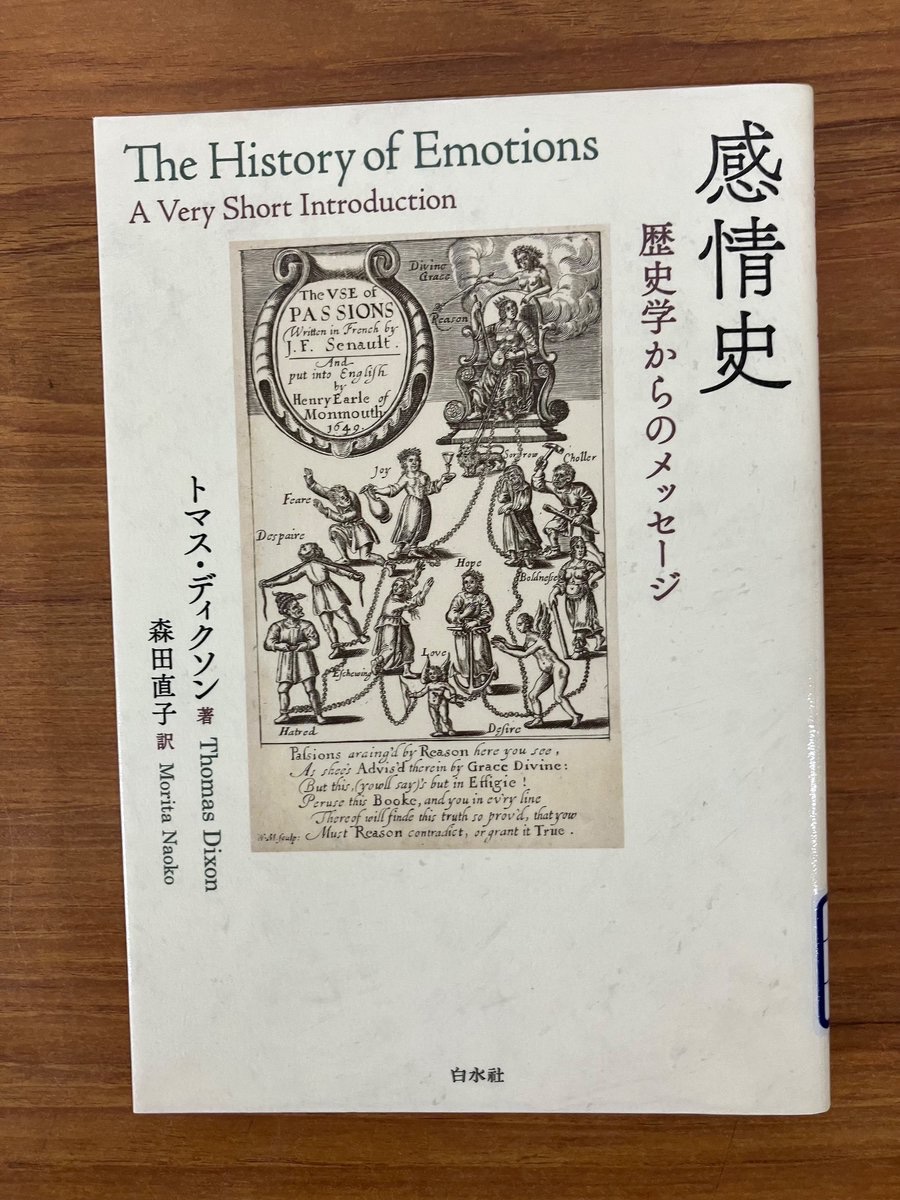 The History of Emotions
A Very Short Introduction
感情史
歴史学からのメッセージ
The VSE of
PASSIONS
Written in French by
J.F. Senault.
And
put into English
by
Henry Earle of
Monmouth
1649.
Divine
Grace
Reason
Joy
Feare
Despaire
Sorrow
Choller
Hope
Boldnesse
Eschewing
Love
Hatred
Desire
Passions araing'd by Reason here you see,
As shee's Advis'd therein by Grace Divine:
But this, (yowll say)'s but in Effigie!
Peruse this Booke, and you in ev'ry line
Thereof will finde this truth so prov'd, that yow
Must Reason contradict, or grant it True.
W.M. sculp:
トマス・ディクソン 著 Thomas Dixon
森田直子 訳 Morita Naoko
白水社